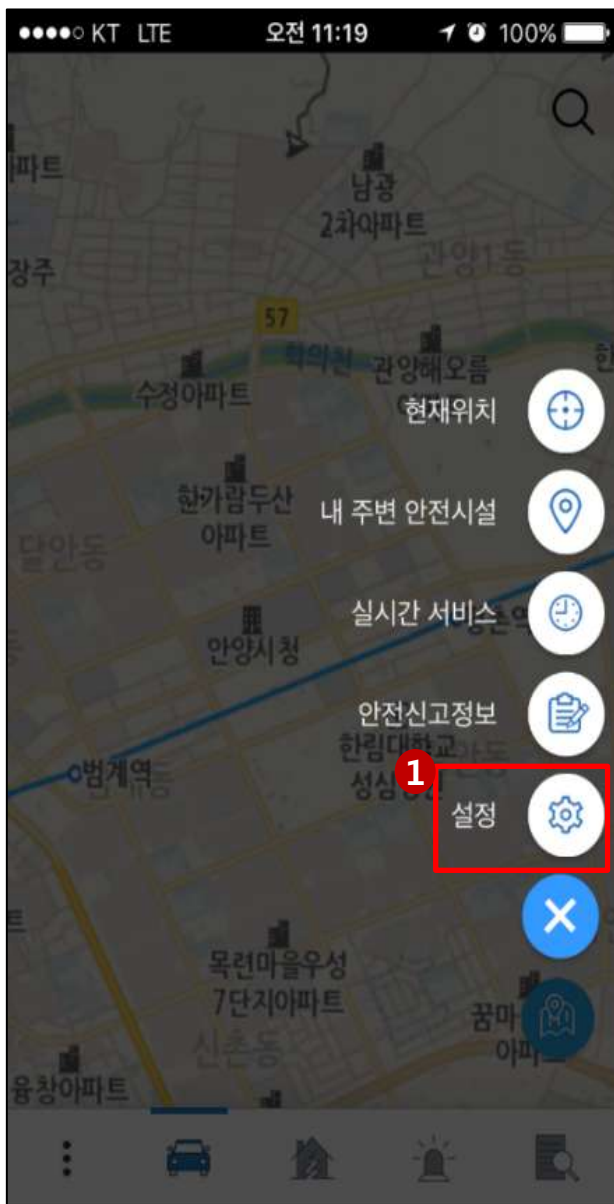 KT LTE 오전 11:19 100%
남광
2차아파트
관양1동
장주
57
학의천
관양해오름
수정아파트
현재위치
한가람두산
아파트
내 주변 안전시설
달안동
실시간 서비스
안양시청
안전신고정보
한림대학교
범계역
1
설정
목련마을우성
7단지아파트
꿈마
신촌동
융창아파트